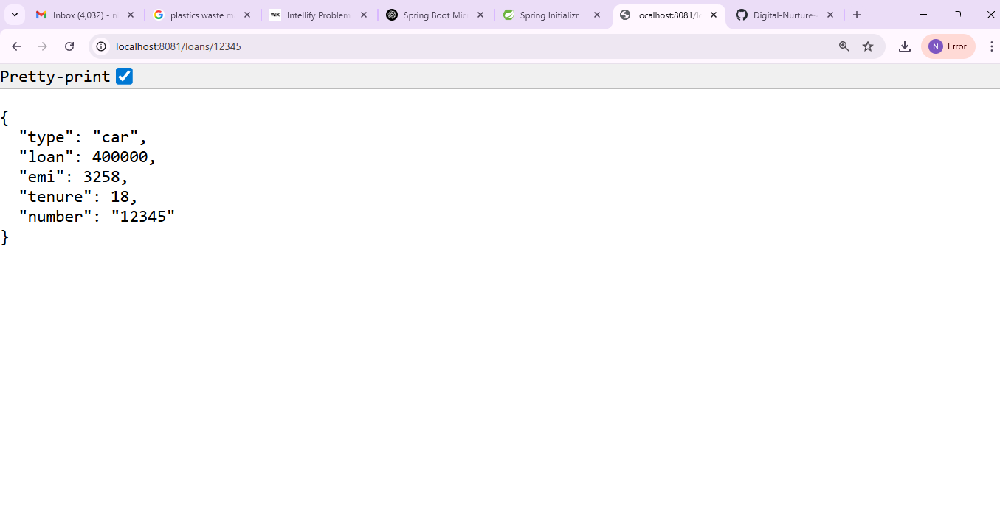 Inbox (4,032) - n
plastics waste m
WIX Intellify Problem
Spring Boot Mic
Spring Initializr
localhost:8081/lo
Digital-Nurture-
localhost:8081/loans/12345
N Error
Pretty-print
{
"type": "car",
"loan": 400000,
"emi": 3258,
"tenure": 18,
"number": "12345"
}